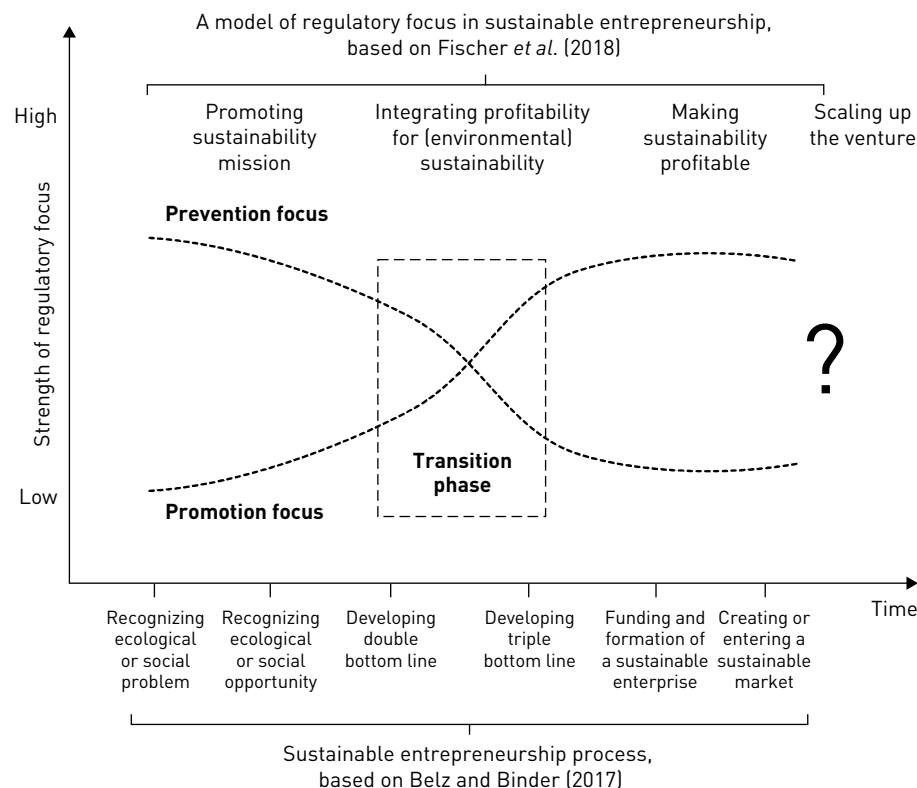 A model of regulatory focus in sustainable entrepreneurship,
based on Fischer et al. (2018)
High
Promoting
sustainability
mission
Integrating profitability
for (environmental)
sustainability
Making
sustainability
profitable
Scaling up
the venture
Strength of regulatory focus
Prevention focus
?
Transition
phase
Low
Promotion focus
Time
Recognizing
ecological
or social
problem
Recognizing
ecological
or social
opportunity
Developing
double
bottom line
Developing
triple
bottom line
Funding and
formation of
a sustainable
enterprise
Creating or
entering a
sustainable
market
Sustainable entrepreneurship process,
based on Belz and Binder (2017)